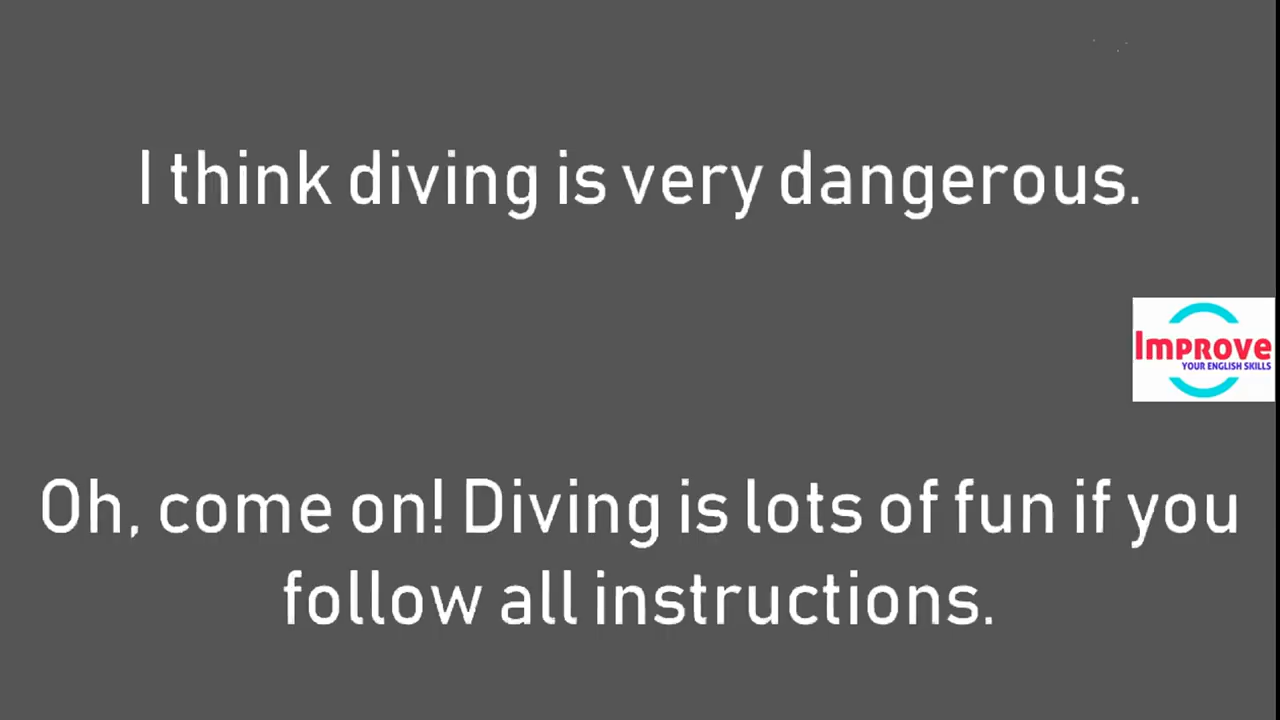 I think diving is very dangerous.
Improve
YOUR ENGLISH SKILLS
Oh, come on! Diving is lots of fun if you
follow all instructions.